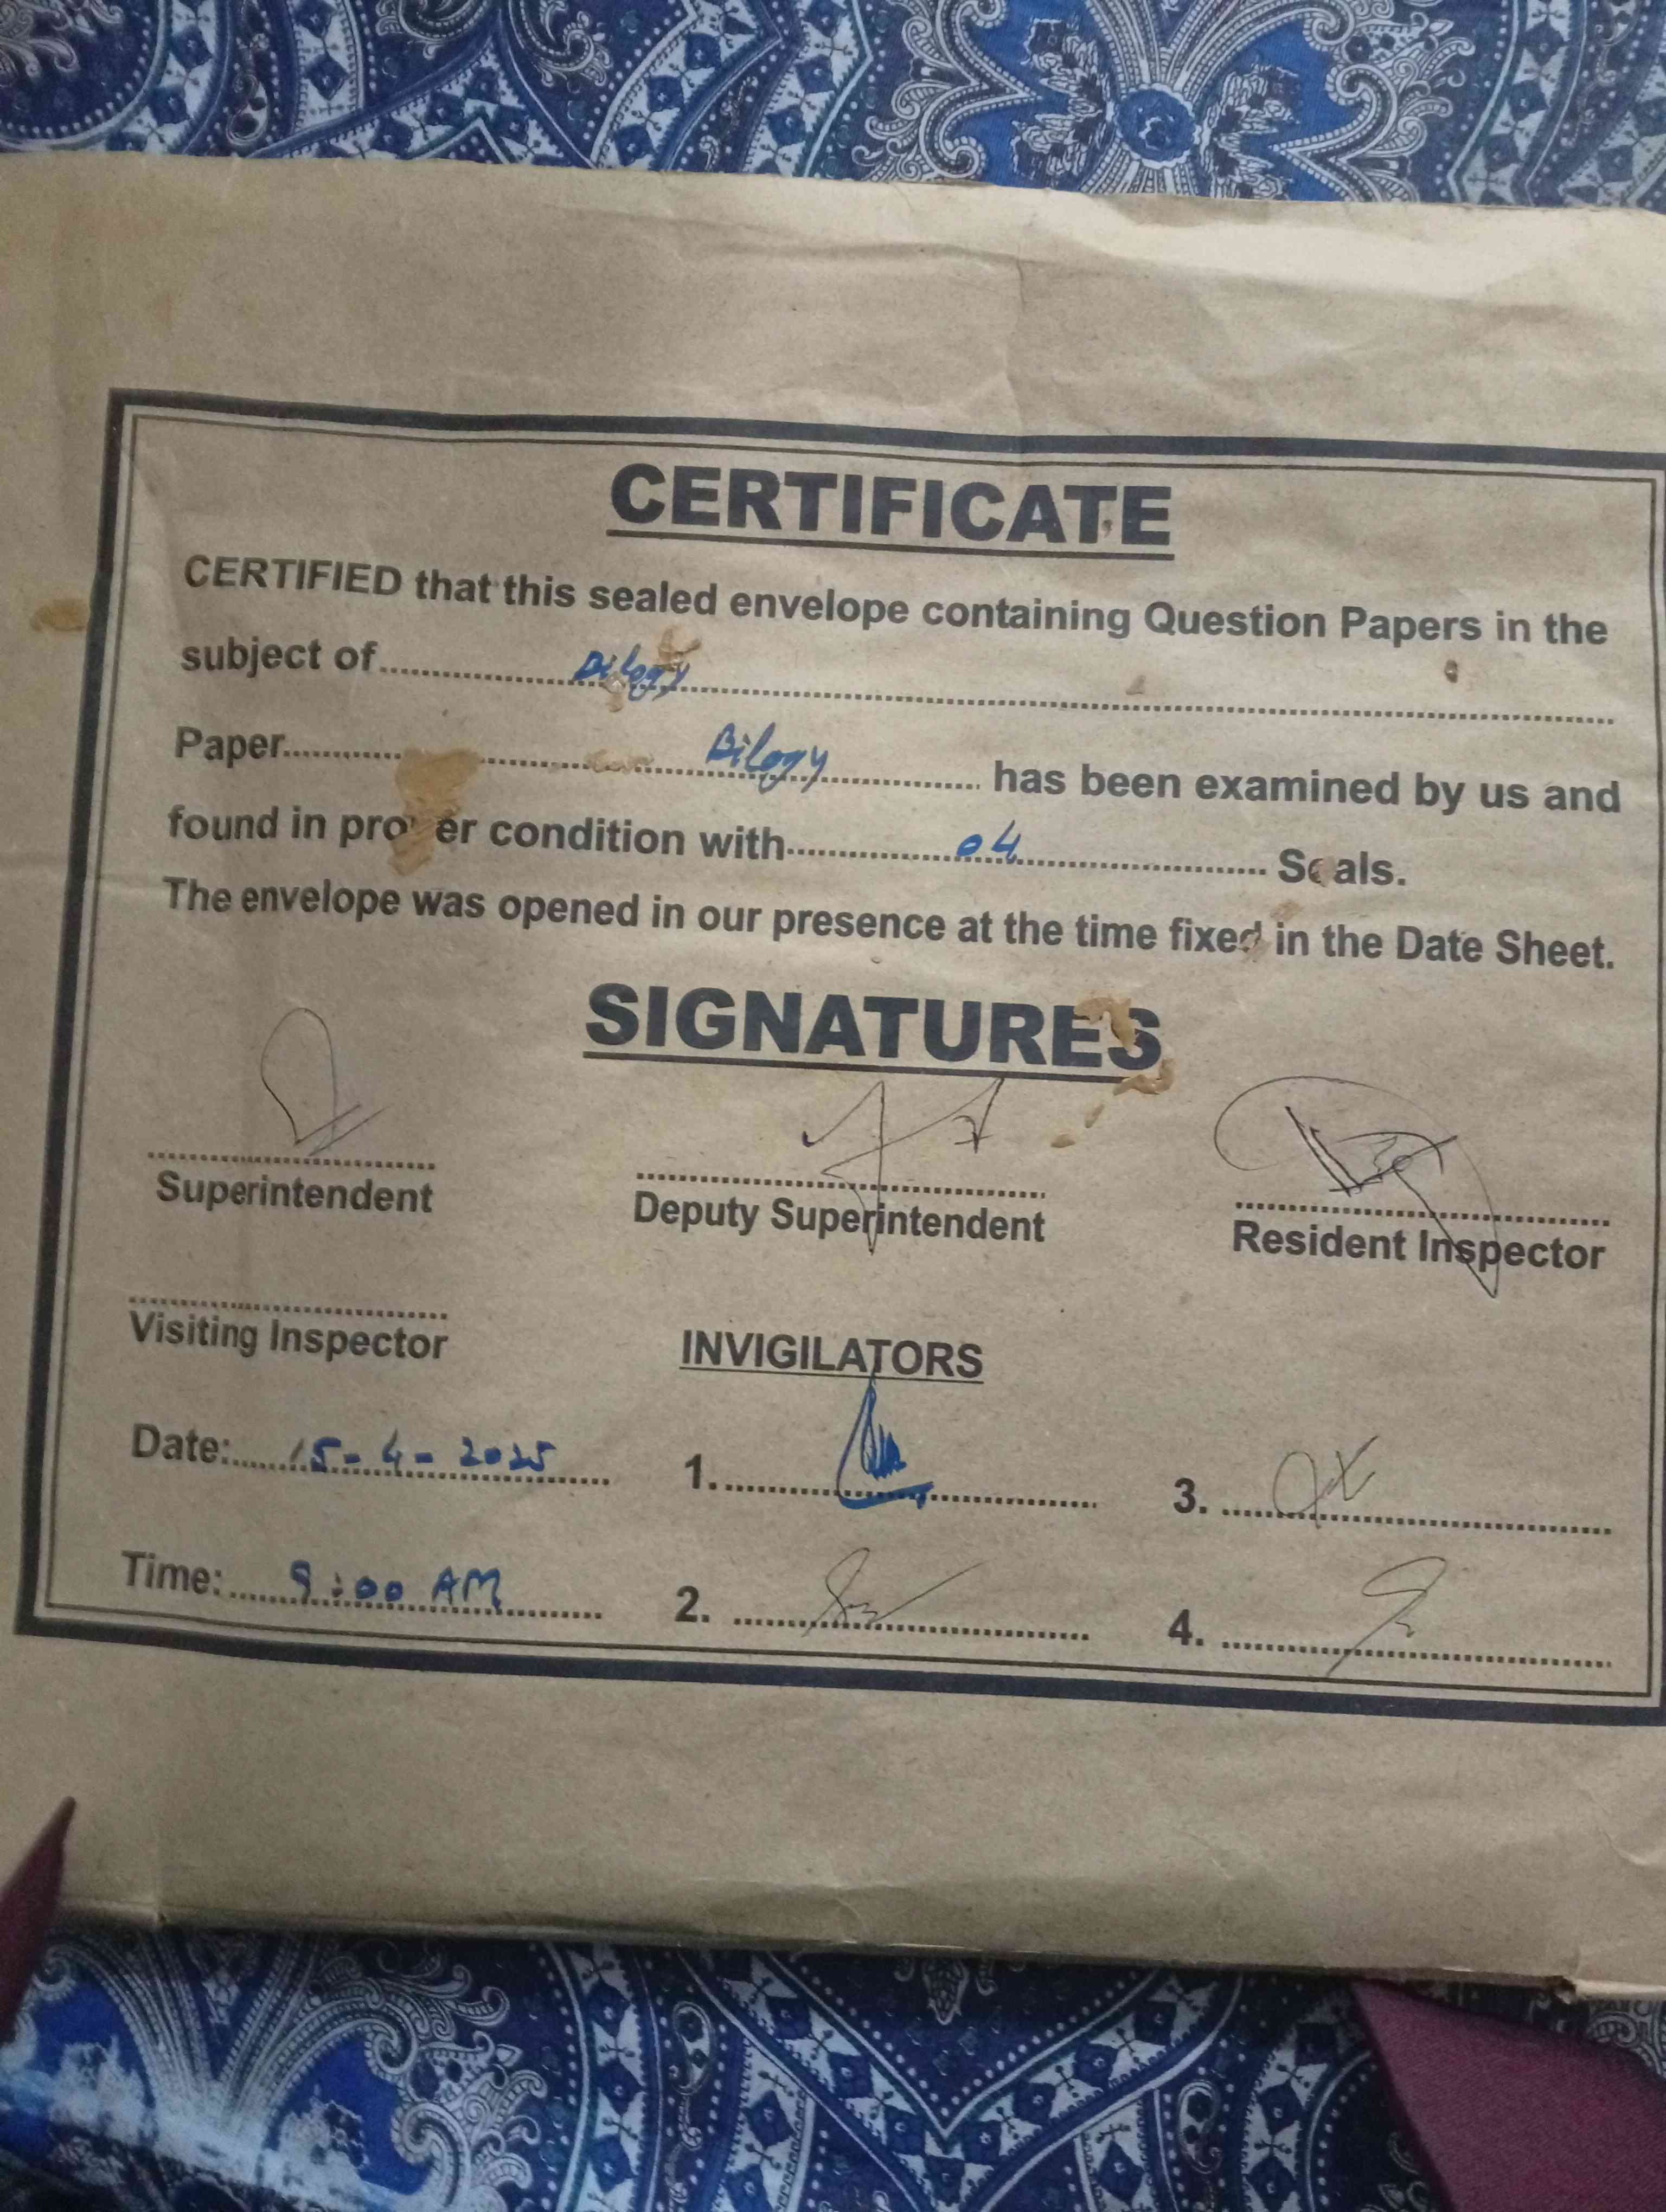 CERTIFICATE
CERTIFIED that this sealed envelope containing Question Papers in the
subject of.......... Bilogy
Paper.......... Bilogy .......... has been examined by us and
found in proper condition with.......... 04 .......... Seals.
The envelope was opened in our presence at the time fixed in the Date Sheet.
SIGNATURES
Superintendent Deputy Superintendent Resident Inspector
Visiting Inspector
INVIGILATORS
Date: 15-4-2025 1. 3.
Time: 9:00 AM 2. 4.